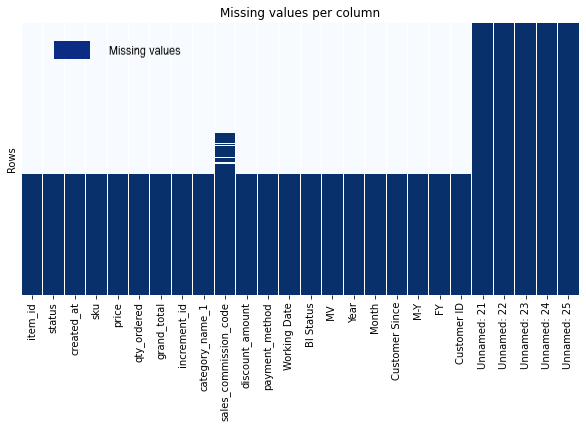 Missing values per column
Missing values
Rows
item_id
status
created_at
sku
price
qty_ordered
grand_total
increment_id
category_name_1
sales_commission_code
discount_amount
payment_method
Working Date
BI Status
MV
Year
Month
Customer Since
M-Y
FY
Customer ID
Unnamed: 21
Unnamed: 22
Unnamed: 23
Unnamed: 24
Unnamed: 25